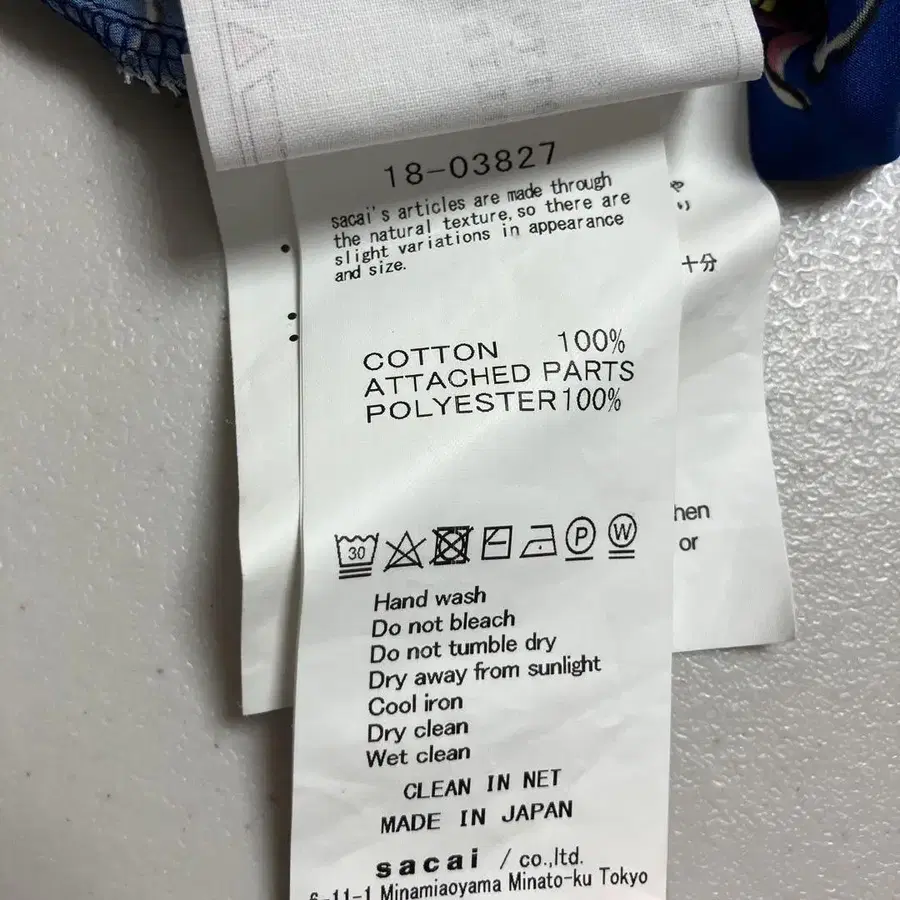 18-03827
sacai's articles are made through
the natural texture, so there are
slight variations in appearance
and size.
十分
COTTON 100%
ATTACHED PARTS
POLYESTER 100%
hen
or
30
P
W
Hand wash
Do not bleach
Do not tumble dry
Dry away from sunlight
Cool iron
Dry clean
Wet clean
CLEAN IN NET
MADE IN JAPAN
sacai / co.,ltd.
6-11-1 Minamiaoyama Minato-ku Tokyo